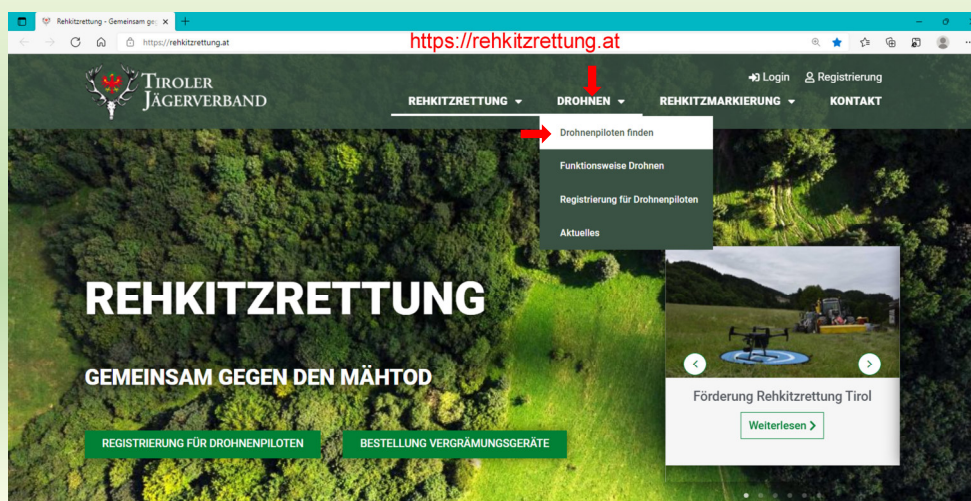 Rehkitzrettung - Gemeinsam ge
https://rehkitzrettung.at
https://rehkitzrettung.at
TIROLER
JÄGERVERBAND
Login
Registrierung
REHKITZRETTUNG
DROHNEN
REHKITZMARKIERUNG
KONTAKT
Drohnenpiloten finden
Funktionsweise Drohnen
Registrierung für Drohnenpiloten
Aktuelles
REHKITZRETTUNG
GEMEINSAM GEGEN DEN MÄHTOD
REGISTRIERUNG FÜR DROHNENPILOTEN
BESTELLUNG VERGRÄMUNGSGERÄTE
Förderung Rehkitzrettung Tirol
Weiterlesen